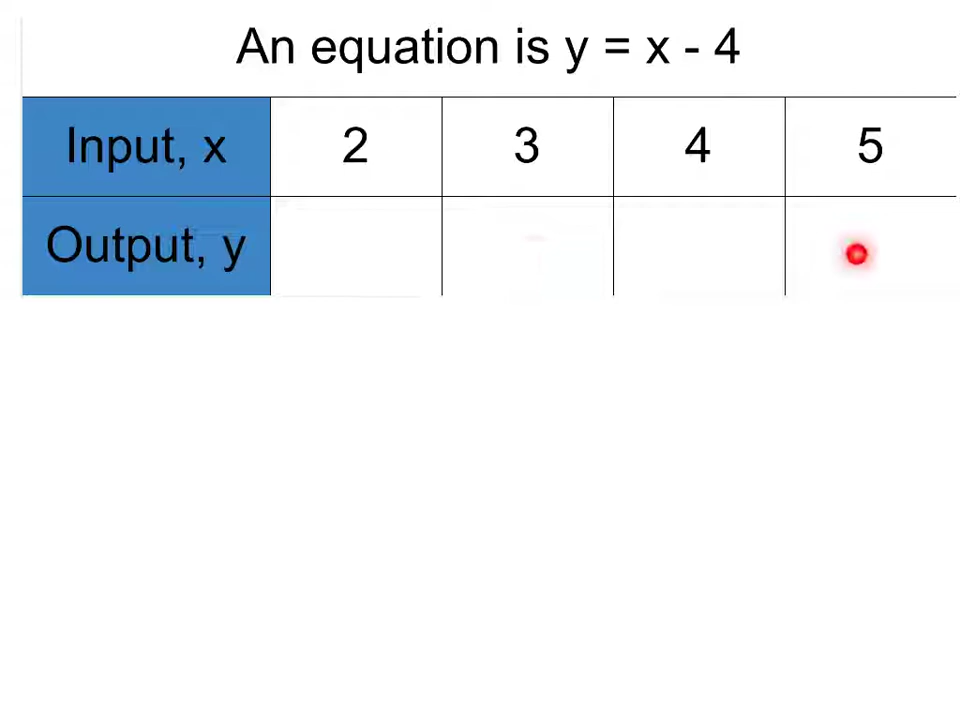 An equation is y = x - 4
Input, x 2 3 4 5
Output, y